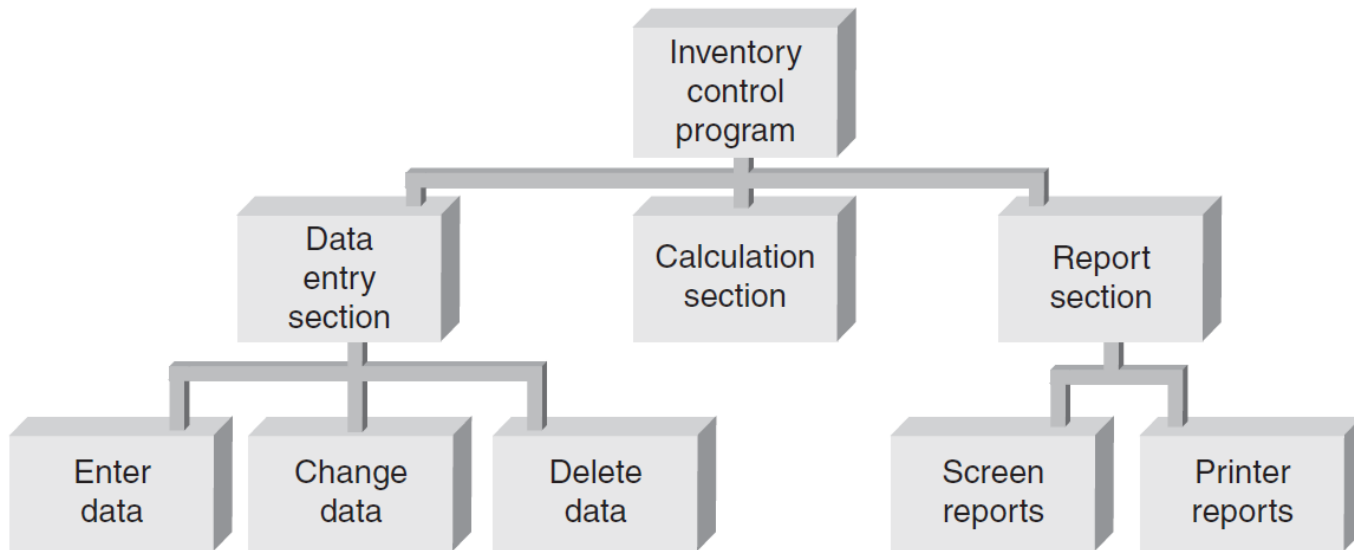 Inventory
control
program
Data
entry
section
Calculation
section
Report
section
Enter
data
Change
data
Delete
data
Screen
reports
Printer
reports